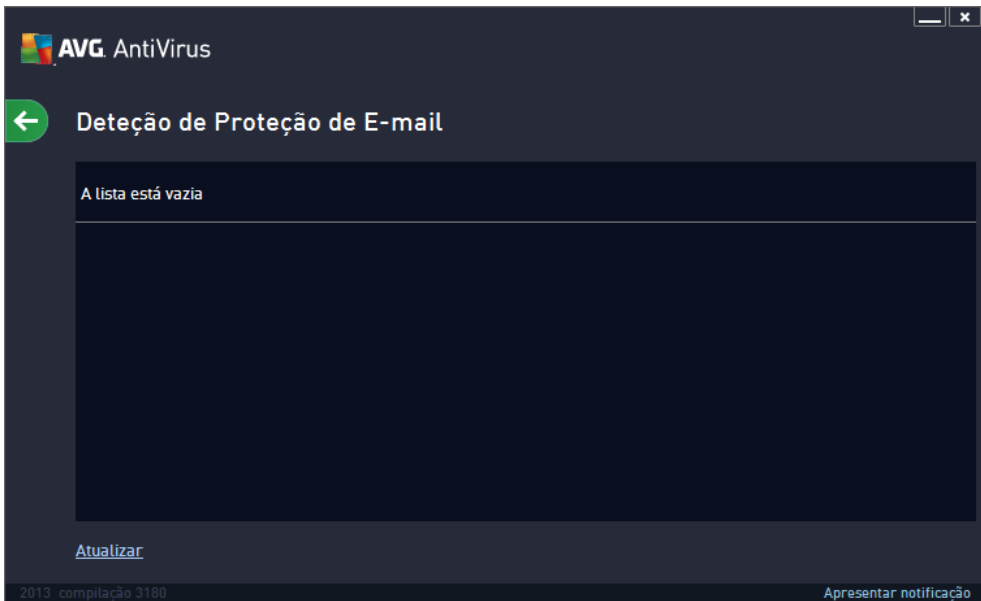 AVG. AntiVirus
Deteção de Proteção de E-mail
A lista está vazia
Atualizar
2013 compilação 3180
Apresentar notificação